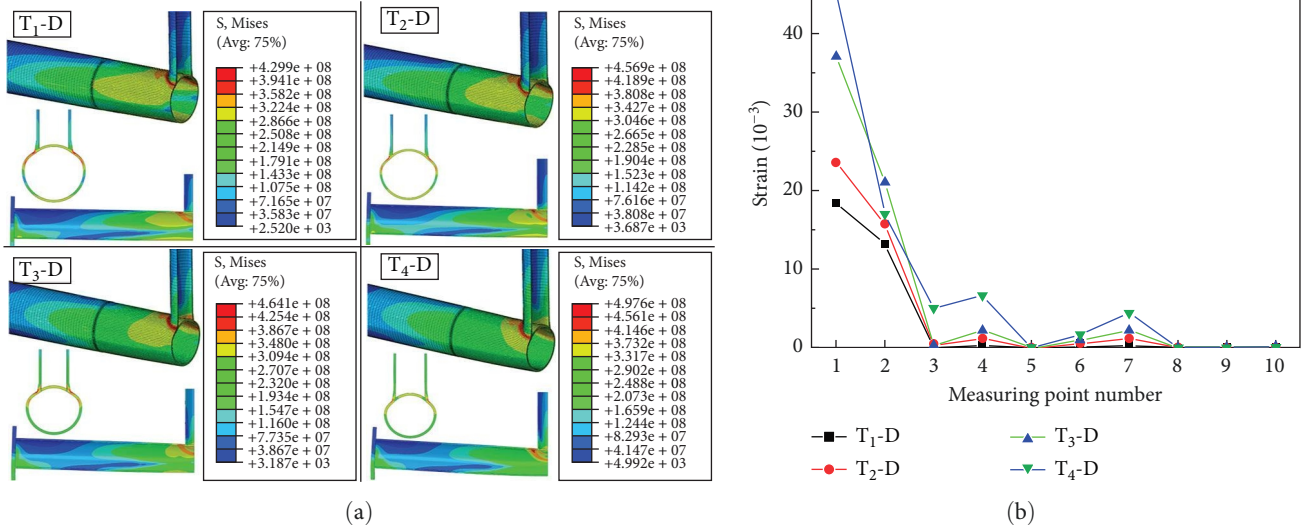 T1-D
S, Mises
(Avg: 75%)
+4.299e + 08
+3.941e + 08
+3.582e + 08
+3.224e + 08
+2.866e + 08
+2.508e + 08
+2.149e + 08
+1.791e + 08
+1.433e + 08
+1.075e + 08
+7.165e + 07
+3.583e + 07
+2.520e + 03
T2-D
S, Mises
(Avg: 75%)
+4.569e + 08
+4.189e + 08
+3.808e + 08
+3.427e + 08
+3.046e + 08
+2.665e + 08
+2.285e + 08
+1.904e + 08
+1.523e + 08
+1.142e + 08
+7.616e + 07
+3.808e + 07
+3.687e + 03
T3-D
S, Mises
(Avg: 75%)
+4.641e + 08
+4.254e + 08
+3.867e + 08
+3.480e + 08
+3.094e + 08
+2.707e + 08
+2.320e + 08
+1.934e + 08
+1.547e + 08
+1.160e + 08
+7.735e + 07
+3.867e + 07
+3.187e + 03
T4-D
S, Mises
(Avg: 75%)
+4.976e + 08
+4.561e + 08
+4.146e + 08
+3.732e + 08
+3.317e + 08
+2.902e + 08
+2.488e + 08
+2.073e + 08
+1.659e + 08
+1.244e + 08
+8.293e + 07
+4.147e + 07
+4.992e + 03
(a)
40
30
20
10
0
Strain (10−3)
1 2 3 4 5 6 7 8 9 10
Measuring point number
T1-D
T2-D
T3-D
T4-D
(b)